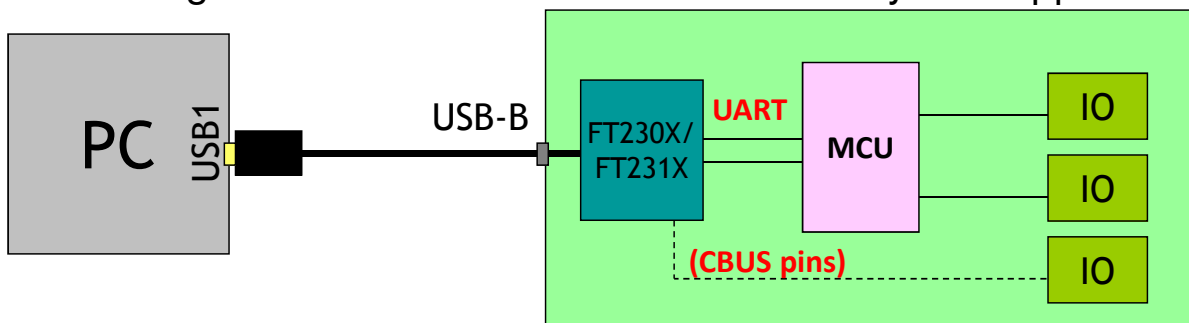 PC
USB1
USB-B
FT230X/
FT231X
UART
MCU
IO
IO
IO
(CBUS pins)